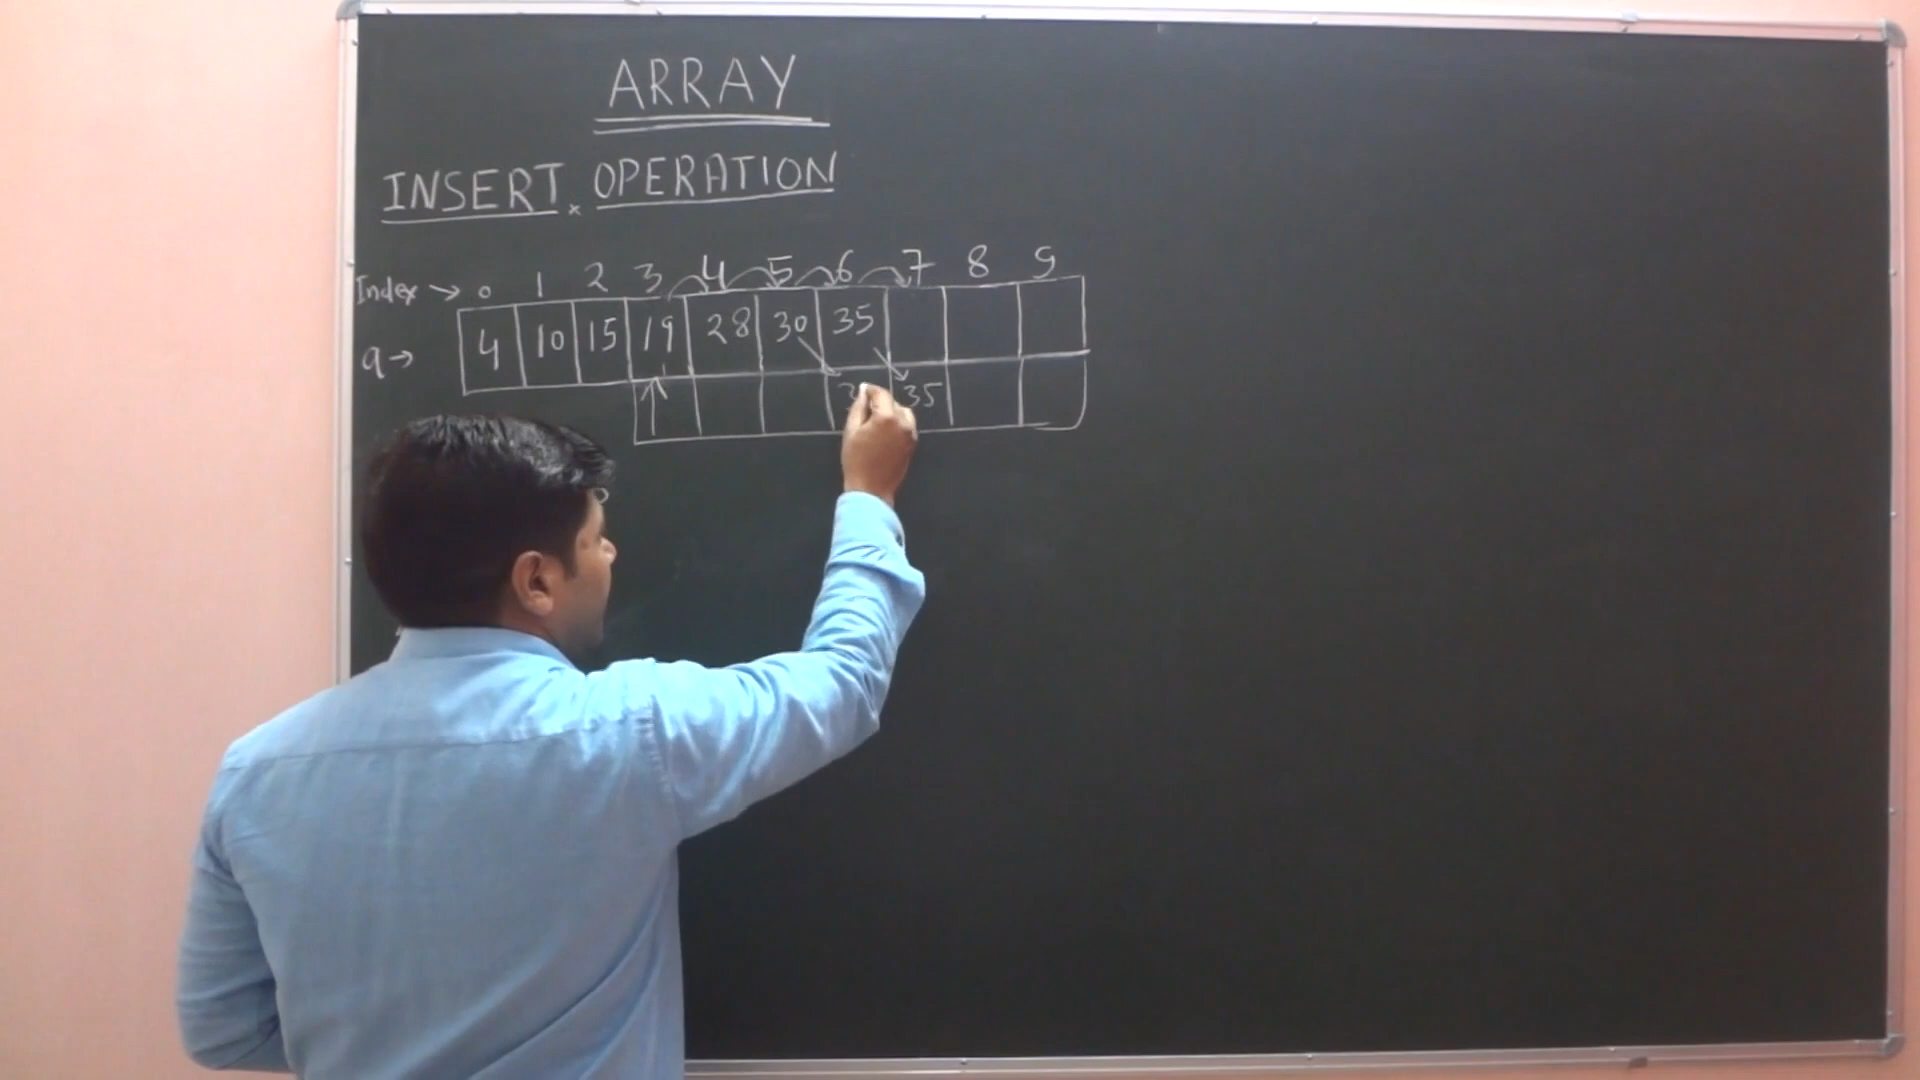 ARRAY
INSERT OPERATION
Index → 0 1 2 3 4 5 6 7 8 9
a → 4 10 15 19 28 30 35
35